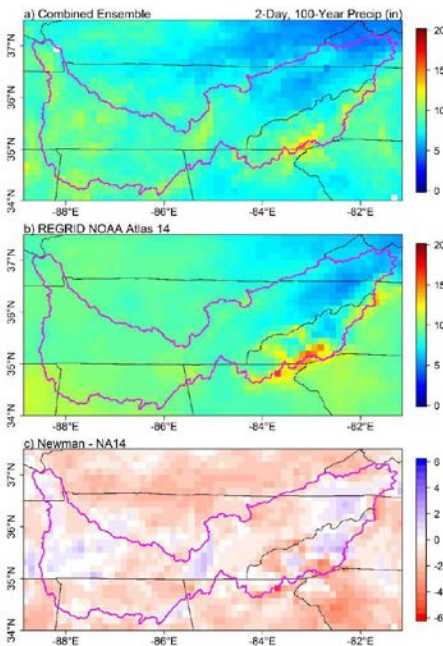 a) Combined Ensemble 2-Day, 100-Year Precip (in)
37°N
36°N
35°N
34°N
-88°E -86°E -84°E -82°E
20
15
10
5
0
b) REGRID NOAA Atlas 14
37°N
36°N
35°N
34°N
-88°E -86°E -84°E -82°E
20
15
10
5
0
c) Newman - NA14
37°N
36°N
35°N
34°N
-88°E -86°E -84°E -82°E
6
4
2
0
-2
-4
-6